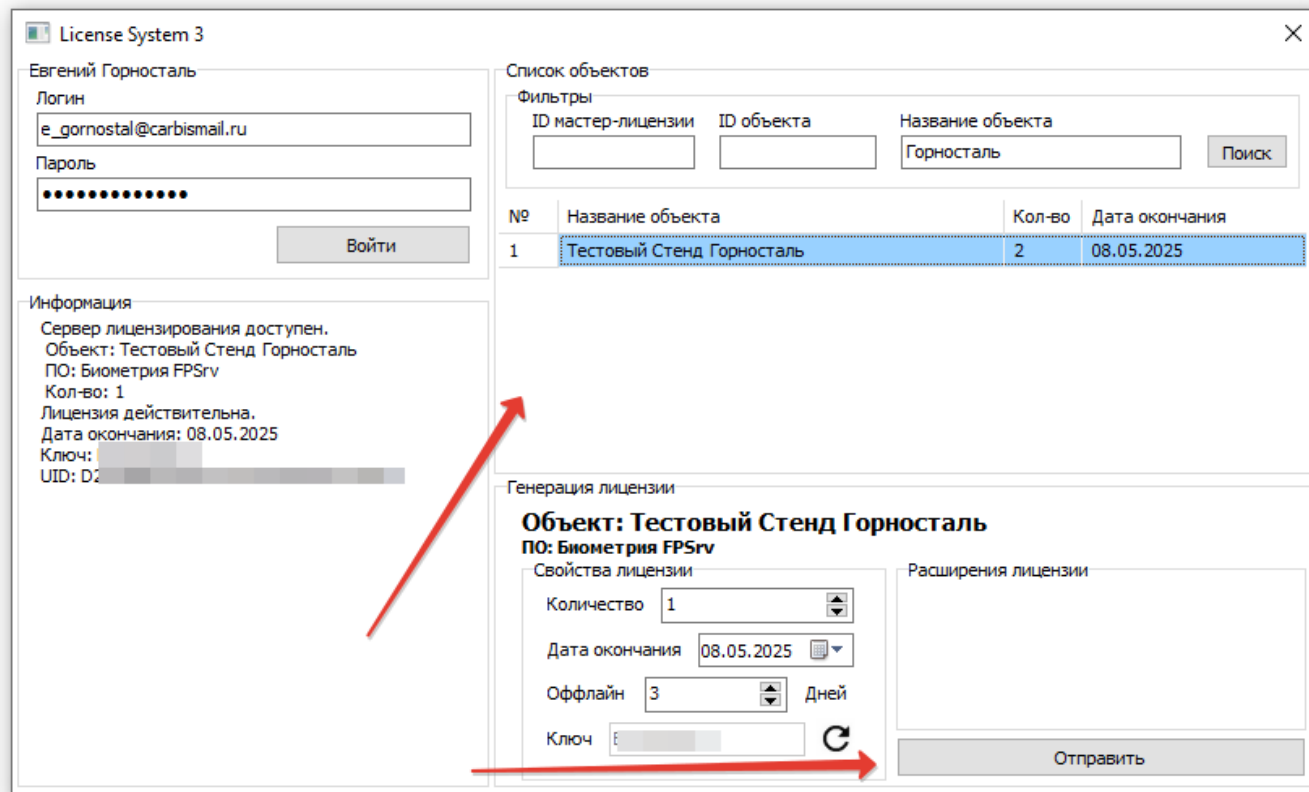 License System 3
Евгений Горносталь
Логин
e_gornostal@carbismail.ru
Пароль
Войти
Информация
Сервер лицензирования доступен.
Объект: Тестовый Стенд Горносталь
ПО: Биометрия FPSrv
Кол-во: 1
Лицензия действительна.
Дата окончания: 08.05.2025
Ключ:
UID: D2
Список объектов
Фильтры
ID мастер-лицензии ID объекта Название объекта
Горносталь Поиск
№ Название объекта Кол-во Дата окончания
1 Тестовый Стенд Горносталь 2 08.05.2025
Генерация лицензии
Объект: Тестовый Стенд Горносталь
ПО: Биометрия FPSrv
Свойства лицензии
Количество 1
Дата окончания 08.05.2025
Оффлайн 3 Дней
Ключ
Расширения лицензии
Отправить